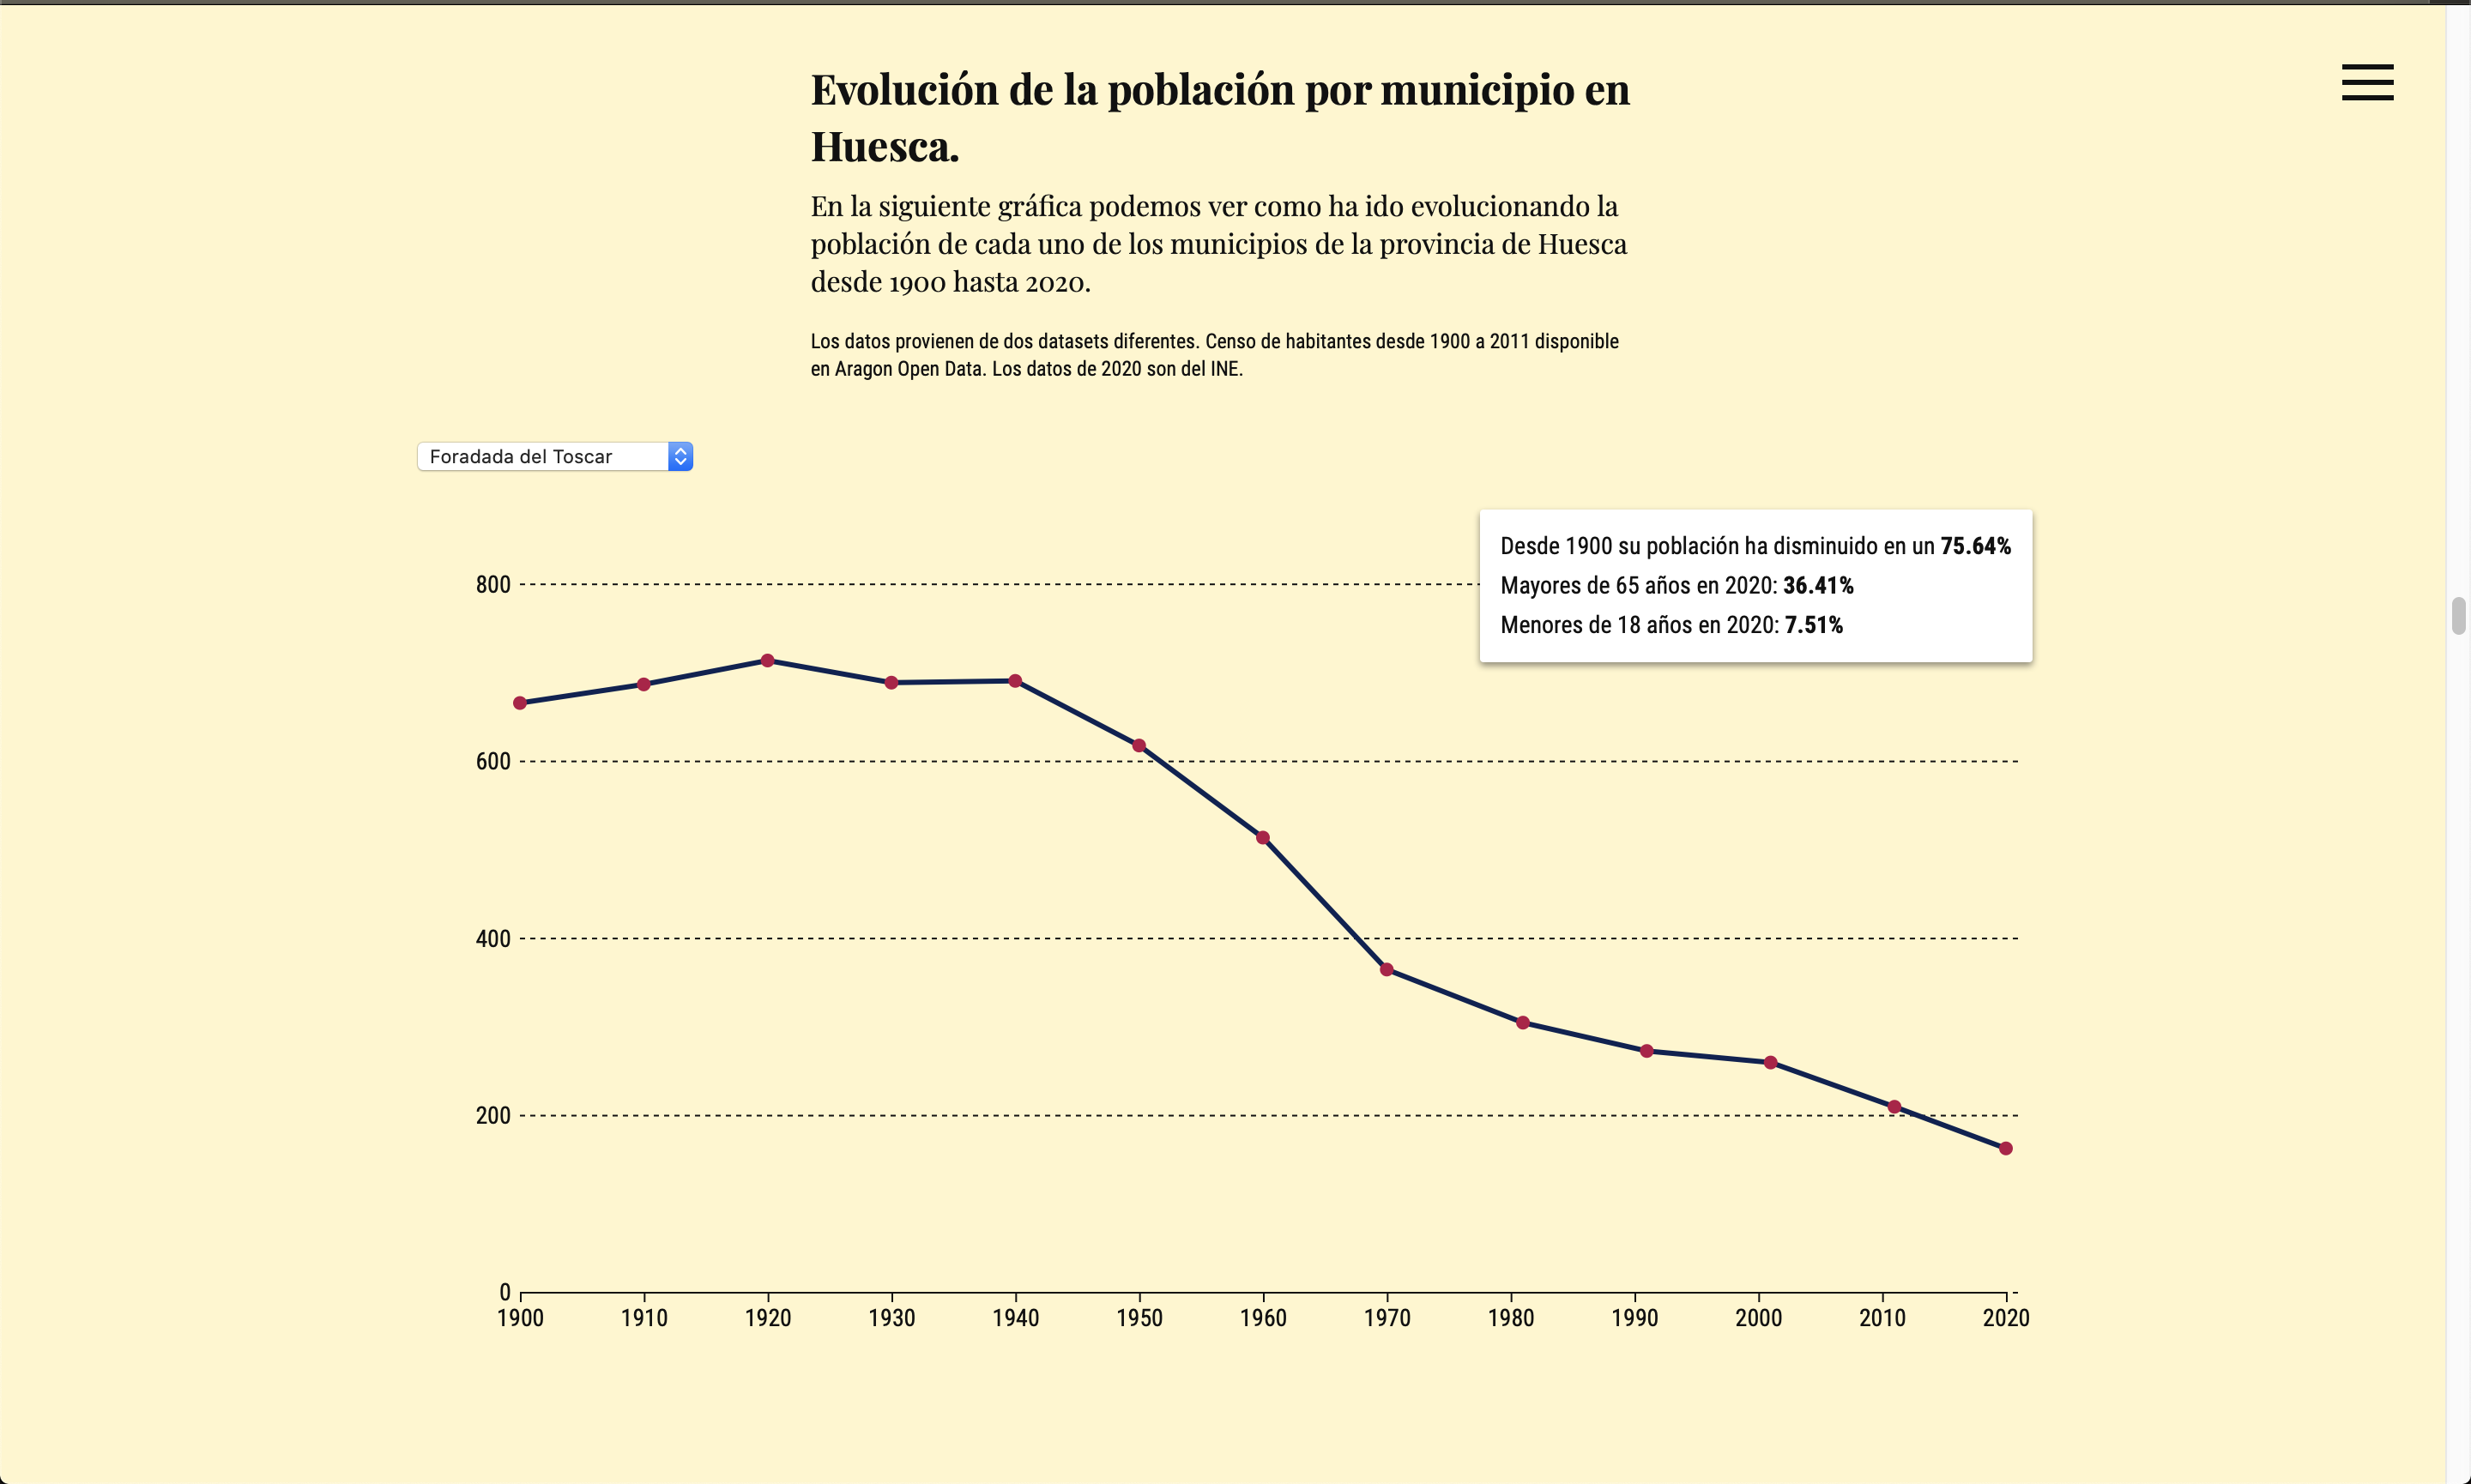 Evolución de la población por municipio en
Huesca.
En la siguiente gráfica podemos ver como ha ido evolucionando la
población de cada uno de los municipios de la provincia de Huesca
desde 1900 hasta 2020.
Los datos provienen de dos datasets diferentes. Censo de habitantes desde 1900 a 2011 disponible
en Aragon Open Data. Los datos de 2020 son del INE.
Foradada del Toscar
Desde 1900 su población ha disminuido en un 75.64%
Mayores de 65 años en 2020: 36.41%
Menores de 18 años en 2020: 7.51%
800
600
400
200
0
1900 1910 1920 1930 1940 1950 1960 1970 1980 1990 2000 2010 2020